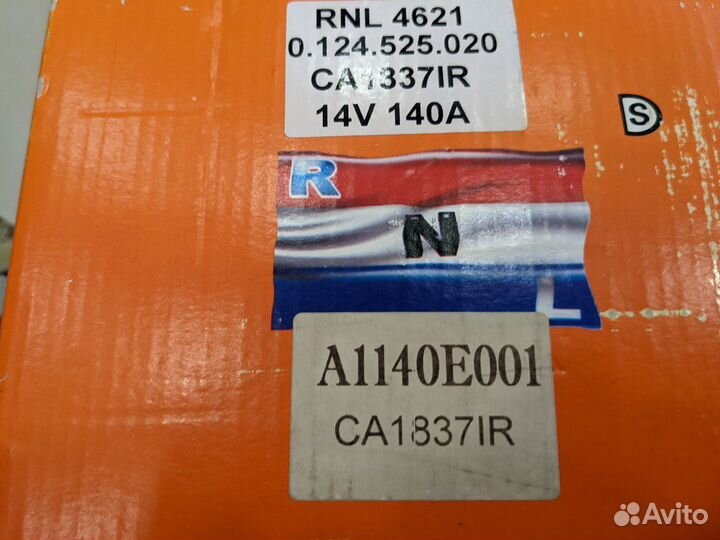 RNL 4621
0.124.525.020
CA1837IR
14V 140A
S
R
N
L
A1140E001
CA1837IR
Avito